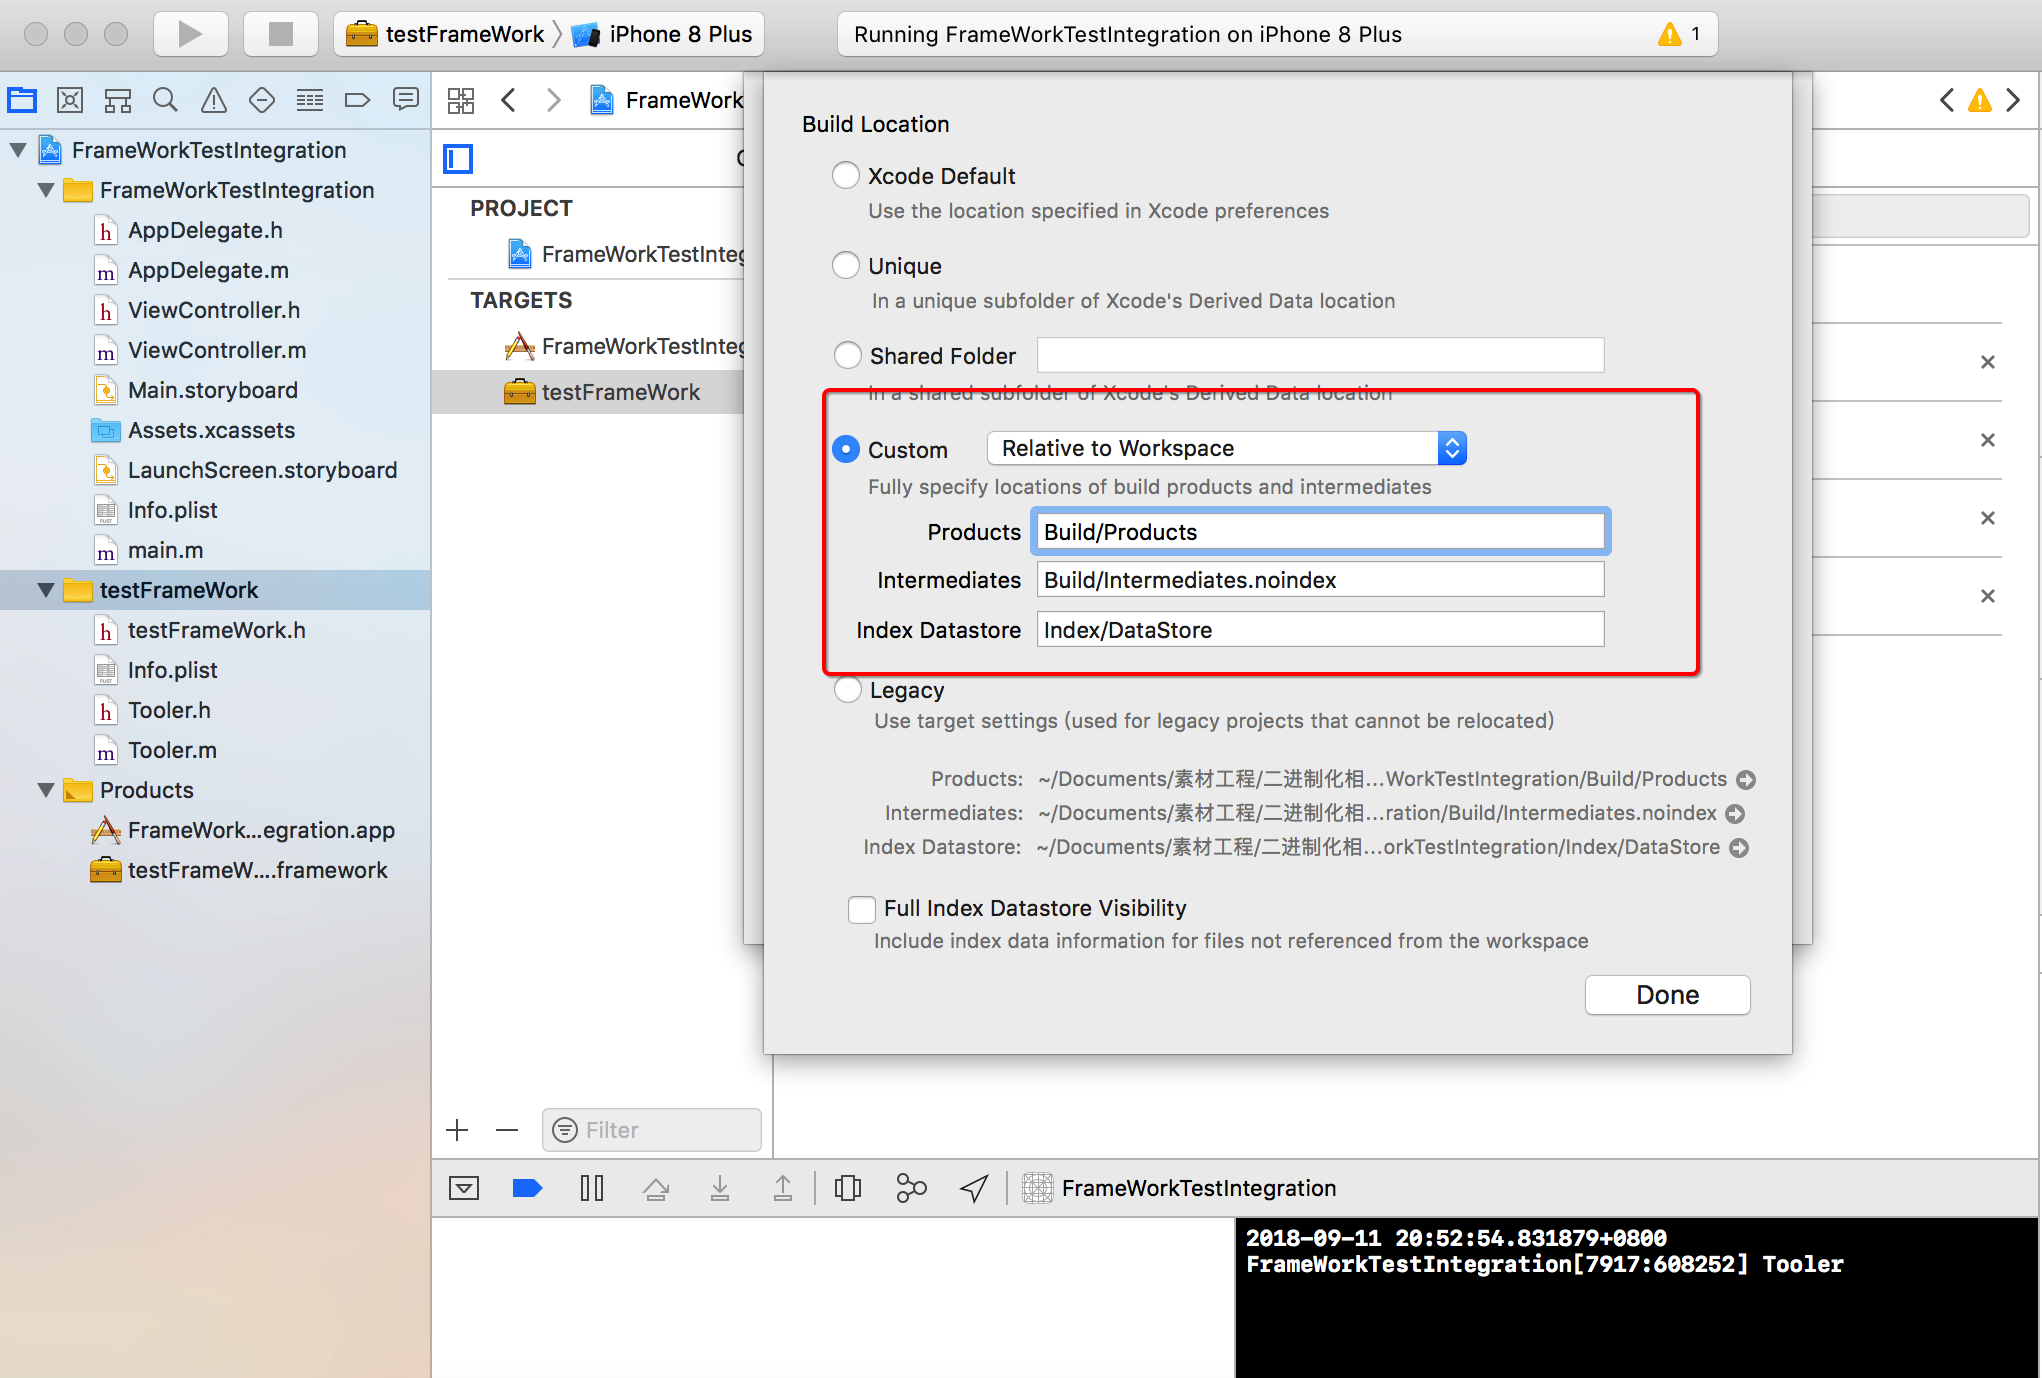 testFrameWork
iPhone 8 Plus
Running FrameWorkTestIntegration on iPhone 8 Plus
1
FrameWorkTestIntegration
FrameWorkTestIntegration
h AppDelegate.h
m AppDelegate.m
h ViewController.h
m ViewController.m
Main.storyboard
Assets.xcassets
LaunchScreen.storyboard
PLIST Info.plist
m main.m
testFrameWork
h testFrameWork.h
PLIST Info.plist
h Tooler.h
m Tooler.m
Products
FrameWork...egration.app
testFrameW....framework
FrameWork
PROJECT
FrameWorkTestInteg
TARGETS
FrameWorkTestInteg
testFrameWork
Filter
Build Location
Xcode Default
Use the location specified in Xcode preferences
Unique
In a unique subfolder of Xcode's Derived Data location
Shared Folder
In a shared subfolder of Xcode's Derived Data location
Custom Relative to Workspace
Fully specify locations of build products and intermediates
Products Build/Products
Intermediates Build/Intermediates.noindex
Index Datastore Index/DataStore
Legacy
Use target settings (used for legacy projects that cannot be relocated)
Products: ~/Documents/素材工程/二进制化相...WorkTestIntegration/Build/Products
Intermediates: ~/Documents/素材工程/二进制化相...ration/Build/Intermediates.noindex
Index Datastore: ~/Documents/素材工程/二进制化相...orkTestIntegration/Index/DataStore
Full Index Datastore Visibility
Include index data information for files not referenced from the workspace
Done
FrameWorkTestIntegration
2018-09-11 20:52:54.831879+0800
FrameWorkTestIntegration[7917:608252] Tooler